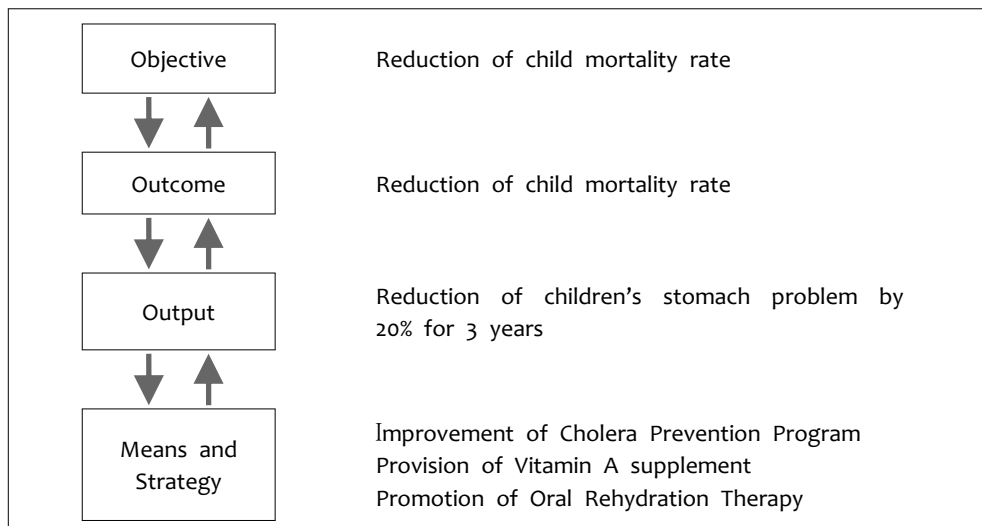 Objective
Reduction of child mortality rate
Outcome
Reduction of child mortality rate
Output
Reduction of children’s stomach problem by
20% for 3 years
Means and
Strategy
Improvement of Cholera Prevention Program
Provision of Vitamin A supplement
Promotion of Oral Rehydration Therapy